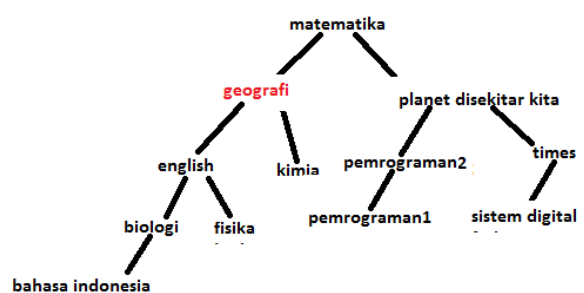 matematika
geografi
planet disekitar kita
english
kimia
pemrograman2
times
biologi
fisika
pemrograman1
sistem digital
bahasa indonesia